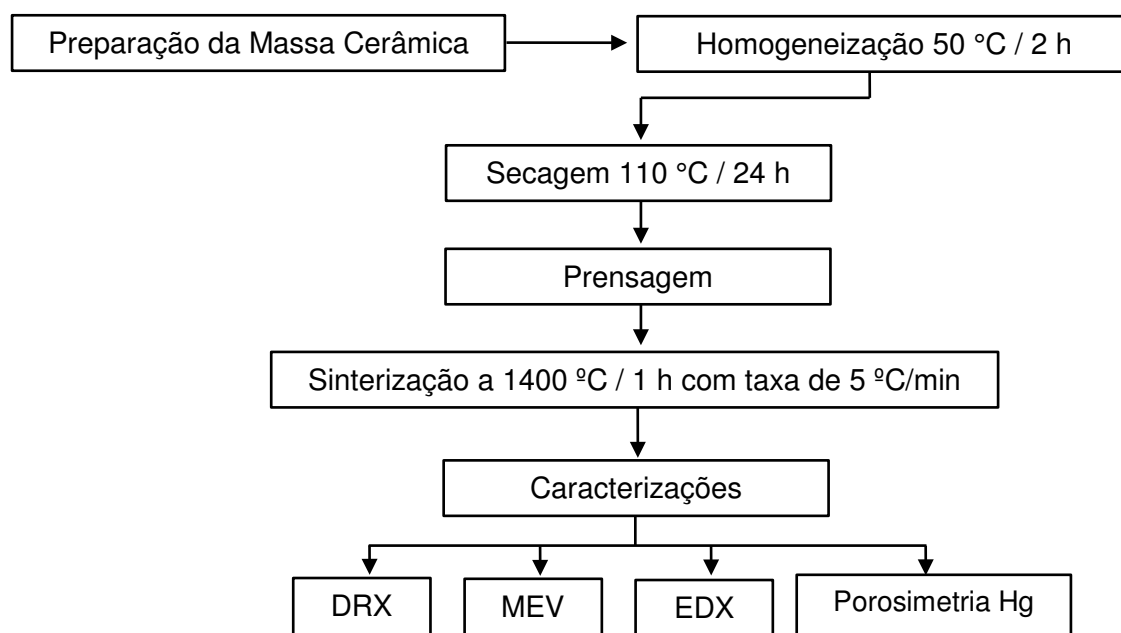 Preparação da Massa Cerâmica
Homogeneização 50 °C / 2 h
Secagem 110 °C / 24 h
Prensagem
Sinterização a 1400 ºC / 1 h com taxa de 5 ºC/min
Caracterizações
DRX
MEV
EDX
Porosimetria Hg